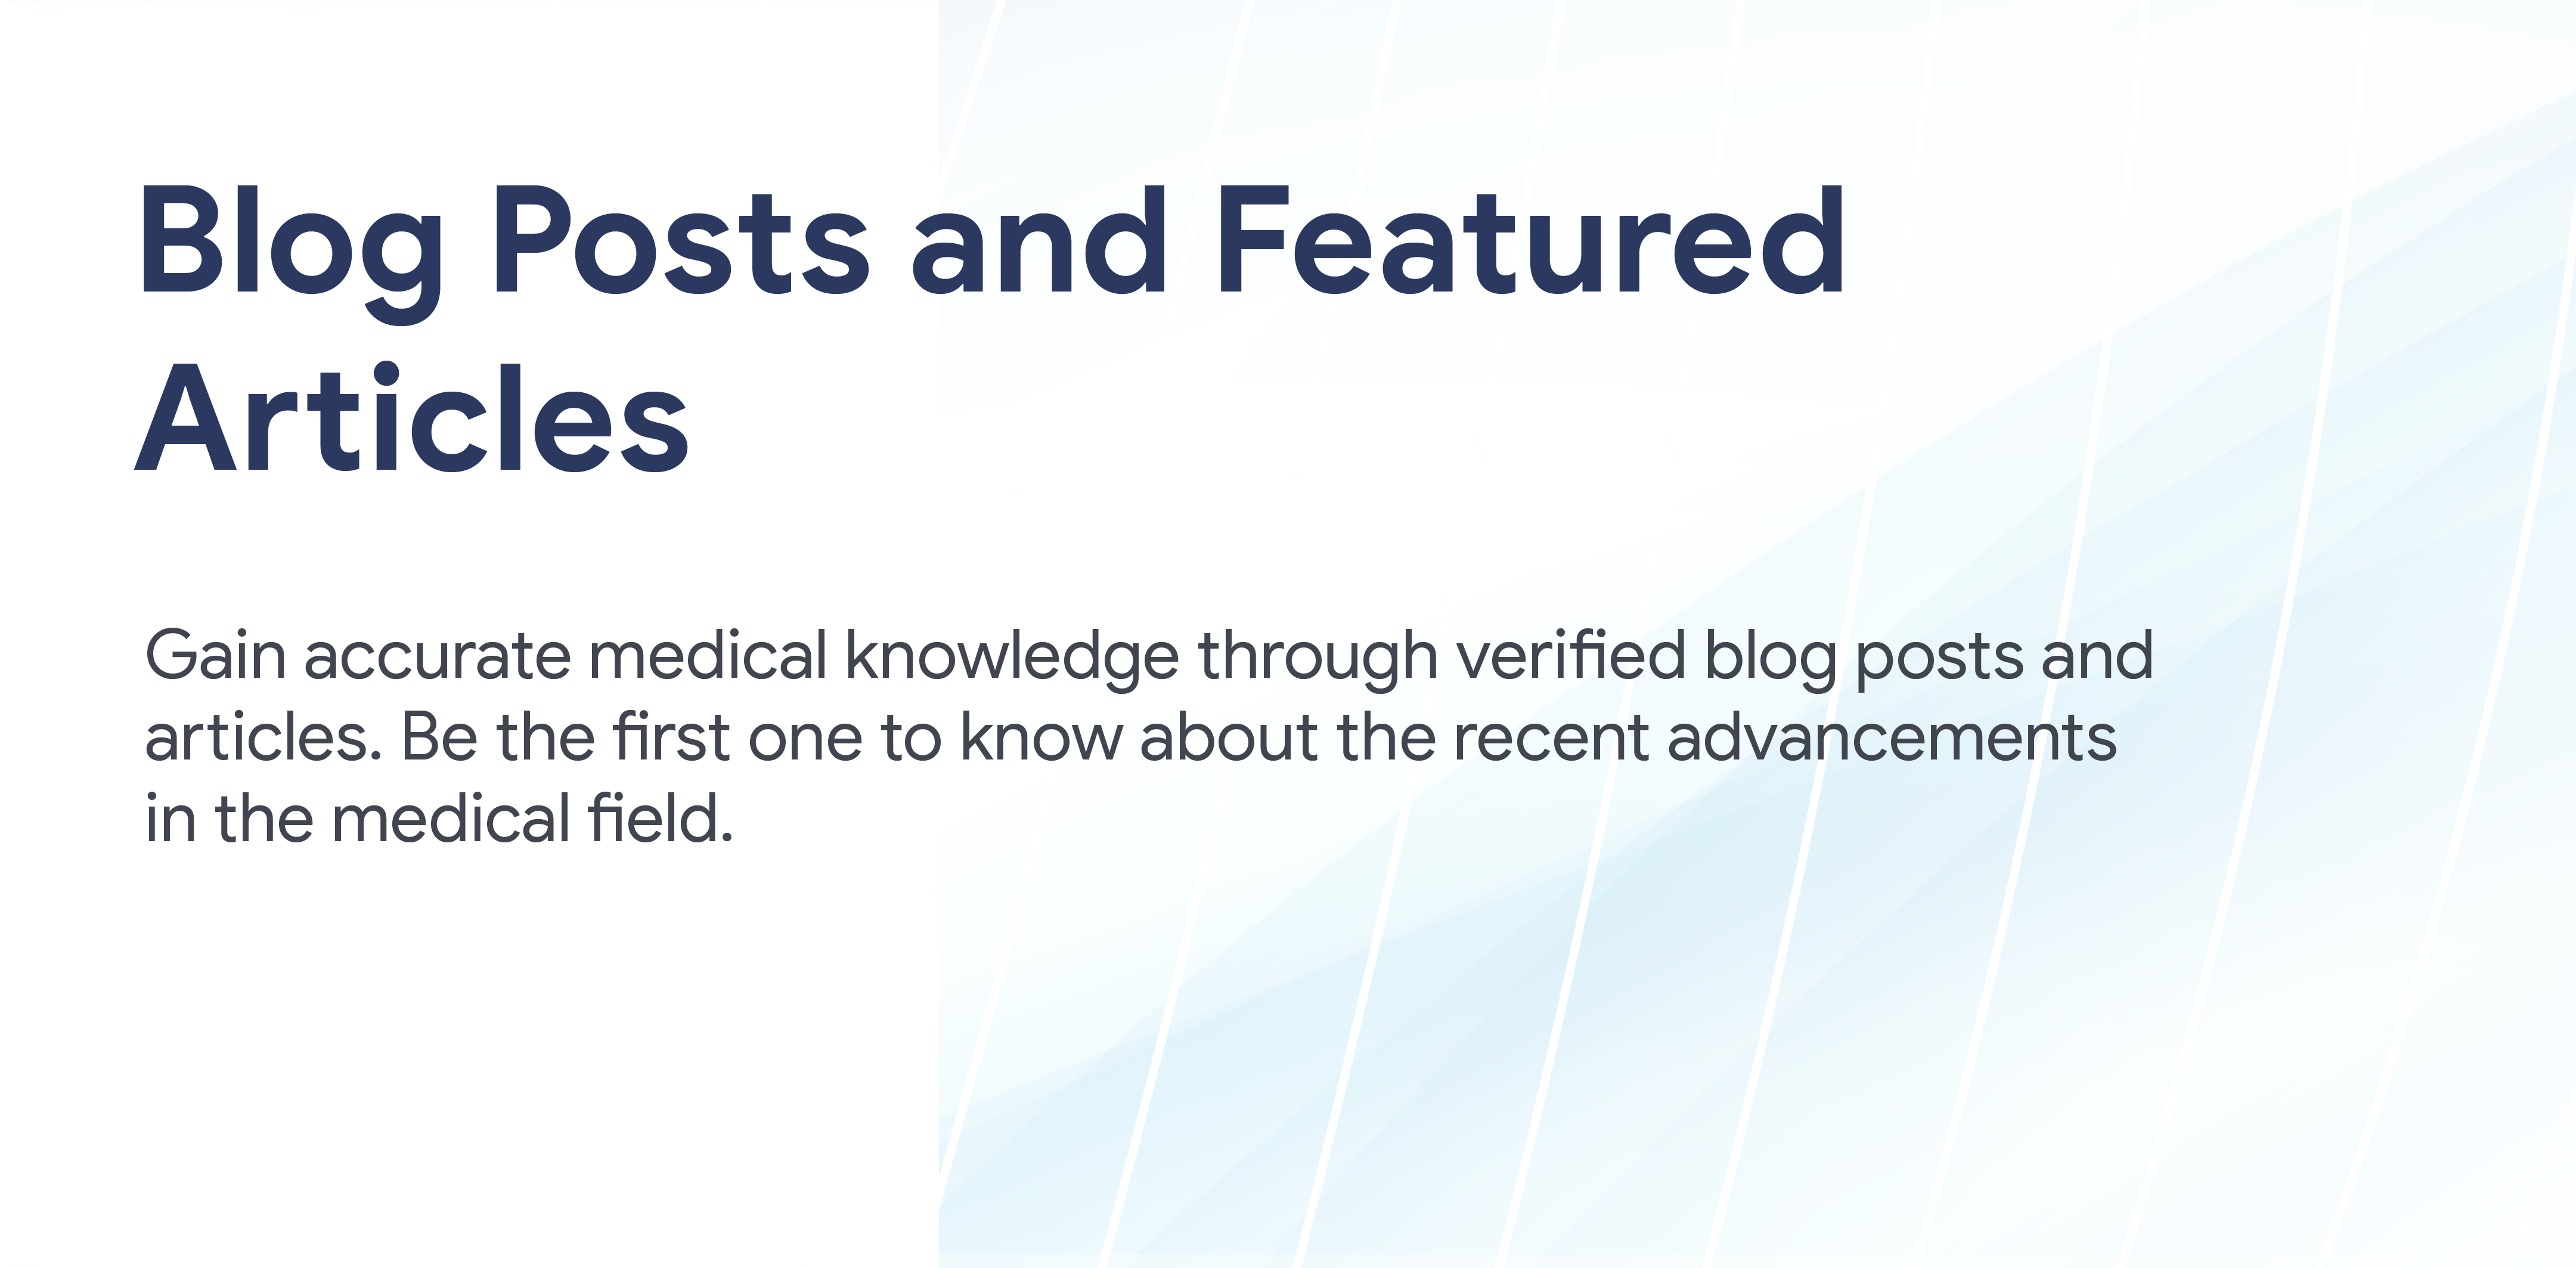 Blog Posts and Featured
Articles
Gain accurate medical knowledge through verified blog posts and
articles. Be the first one to know about the recent advancements
in the medical field.